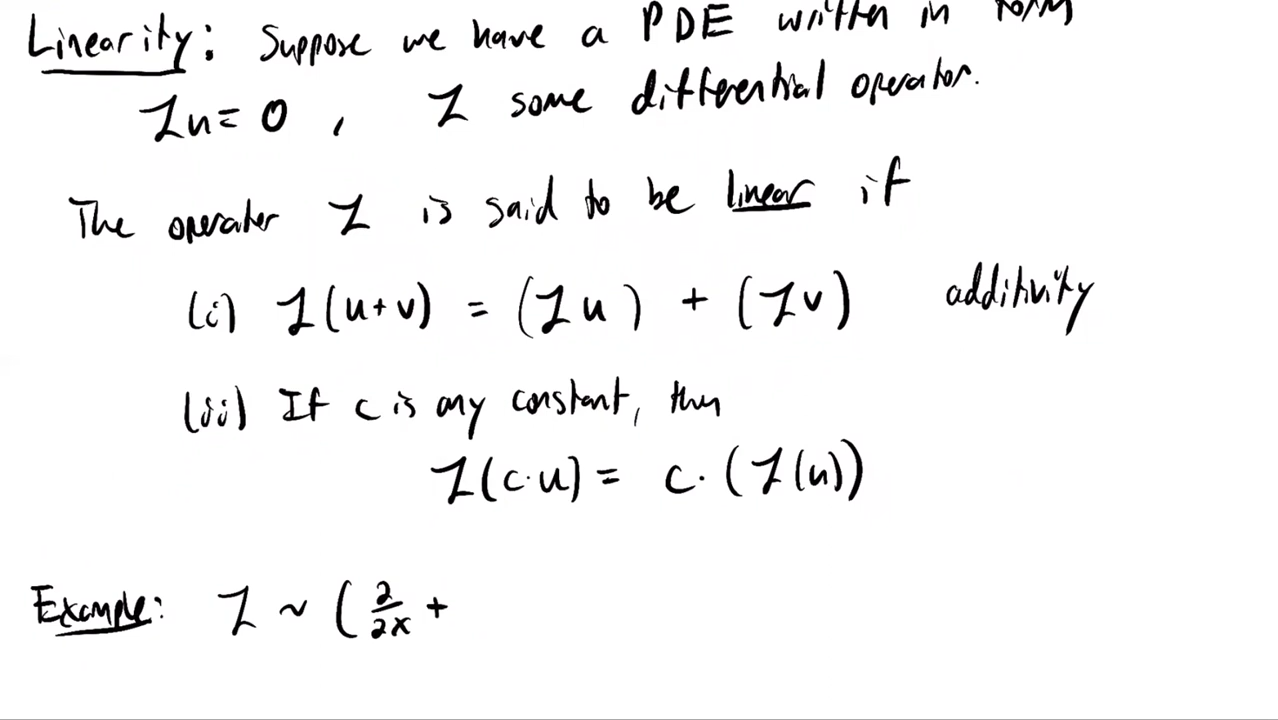 Linearity: Suppose we have a PDE written in form
ℒu = 0 , ℒ some differential operator.
The operater ℒ is said to be linear if
(i) ℒ(u+v) = (ℒu) + (ℒv) additivity
(ii) If c is any constant, then
ℒ(c·u) = c·(ℒ(u))
Example: ℒ ~ (∂/∂x +